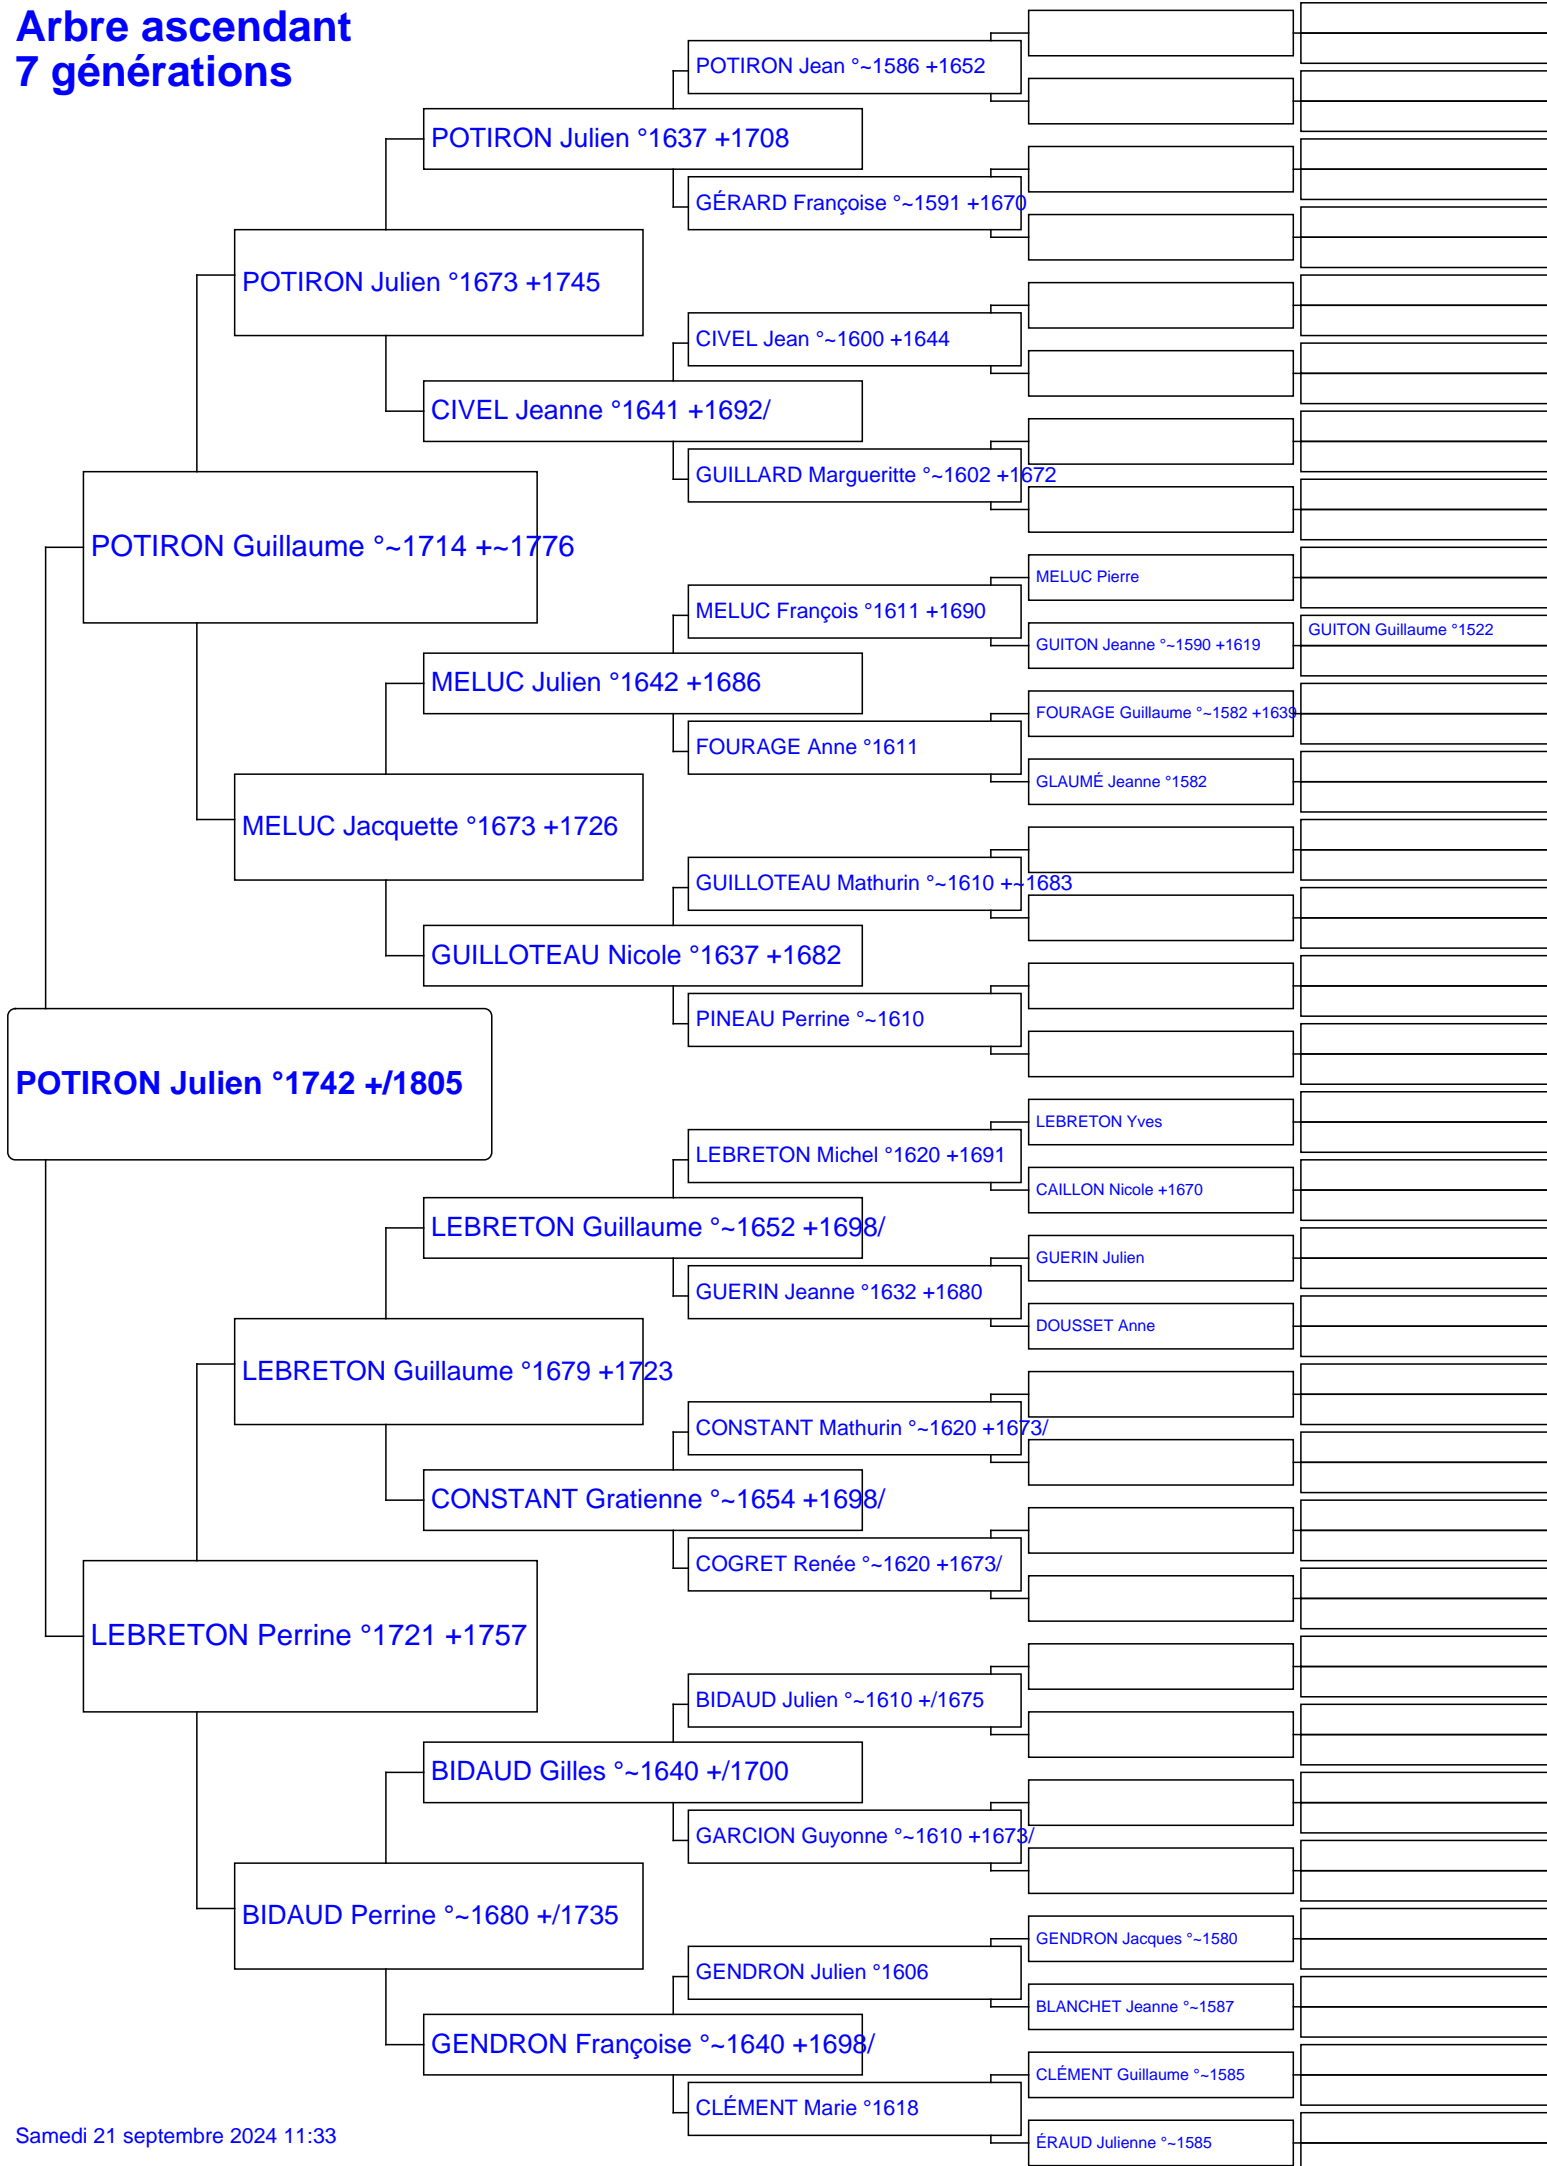 Arbre ascendant
7 générations
POTIRON Jean °~1586 +1652
POTIRON Julien °1637 +1708
GÉRARD Françoise °~1591 +1670
POTIRON Julien °1673 +1745
CIVEL Jean °~1600 +1644
CIVEL Jeanne °1641 +1692/
GUILLARD Margueritte °~1602 +1672
POTIRON Guillaume °~1714 +~1776
MELUC Pierre
MELUC François °1611 +1690
GUITON Guillaume °1522
GUITON Jeanne °~1590 +1619
MELUC Julien °1642 +1686
FOURAGE Guillaume °~1582 +1639
FOURAGE Anne °1611
GLAUMÉ Jeanne °1582
MELUC Jacquette °1673 +1726
GUILLOTEAU Mathurin °~1610 +~1683
GUILLOTEAU Nicole °1637 +1682
PINEAU Perrine °~1610
POTIRON Julien °1742 +/1805
LEBRETON Yves
LEBRETON Michel °1620 +1691
CAILLON Nicole +1670
LEBRETON Guillaume °~1652 +1698/
GUERIN Julien
GUERIN Jeanne °1632 +1680
DOUSSET Anne
LEBRETON Guillaume °1679 +1723
CONSTANT Mathurin °~1620 +1673/
CONSTANT Gratienne °~1654 +1698/
COGRET Renée °~1620 +1673/
LEBRETON Perrine °1721 +1757
BIDAUD Julien °~1610 +/1675
BIDAUD Gilles °~1640 +/1700
GARCION Guyonne °~1610 +1673/
BIDAUD Perrine °~1680 +/1735
GENDRON Jacques °~1580
GENDRON Julien °1606
BLANCHET Jeanne °~1587
GENDRON Françoise °~1640 +1698/
CLÉMENT Guillaume °~1585
CLÉMENT Marie °1618
ÉRAUD Julienne °~1585
Samedi 21 septembre 2024 11:33